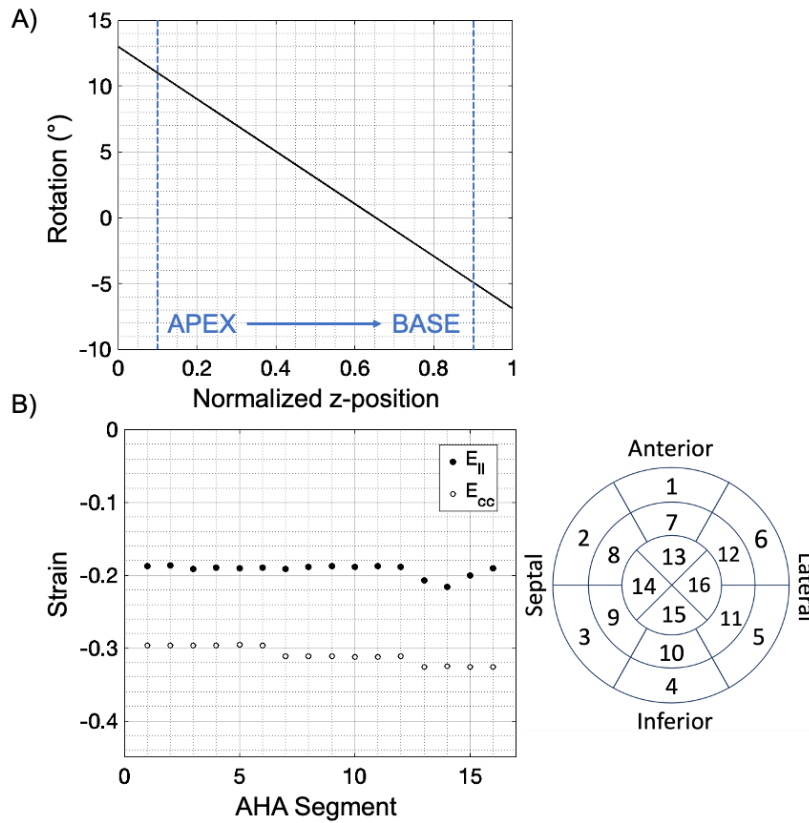 A)
15
10
5
0
-5
-10
Rotation (°)
APEX
BASE
0
0.2
0.4
0.6
0.8
1
Normalized z-position
B)
0
-0.1
-0.2
-0.3
-0.4
Strain
E_ll
E_cc
0
5
10
15
AHA Segment
Anterior
Septal
Lateral
Inferior
1
2
7
6
8
13
12
14
16
9
15
11
3
10
5
4